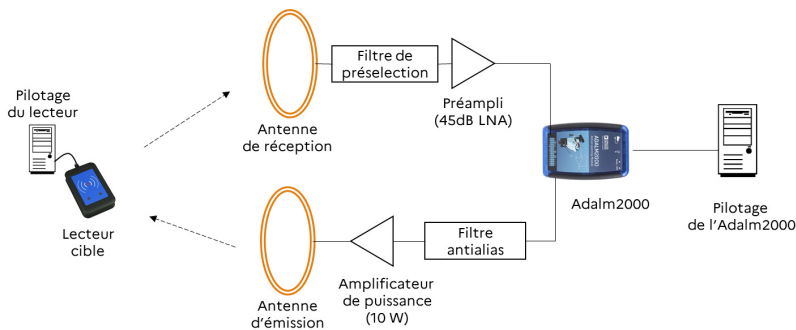 Pilotage
du lecteur
Lecteur
cible
Antenne
de réception
Filtre de
préselection
Préampli
(45dB LNA)
ADALM2000
Adalm2000
Pilotage
de l'Adalm2000
Antenne
d'émission
Amplificateur
de puissance
(10 W)
Filtre
antialias